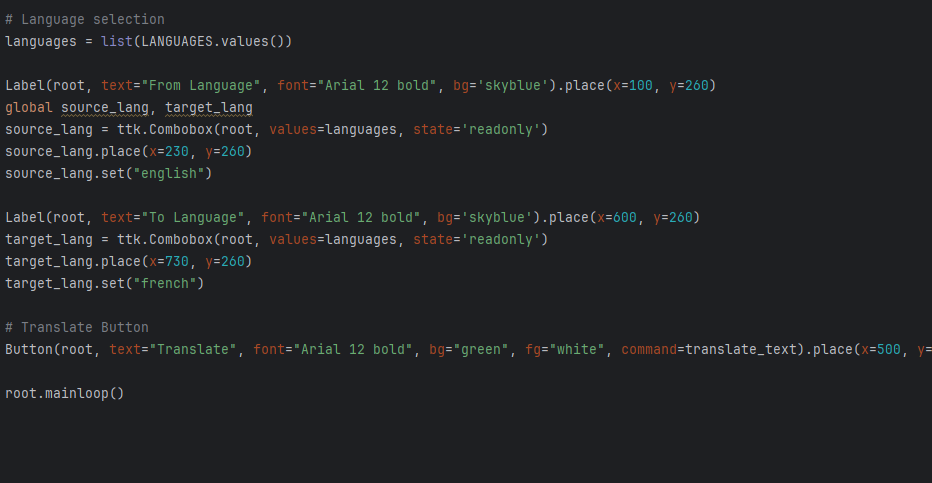 # Language selection
languages = list(LANGUAGES.values())
Label(root, text="From Language", font="Arial 12 bold", bg='skyblue').place(x=100, y=260)
global source_lang, target_lang
source_lang = ttk.Combobox(root, values=languages, state='readonly')
source_lang.place(x=230, y=260)
source_lang.set("english")
Label(root, text="To Language", font="Arial 12 bold", bg='skyblue').place(x=600, y=260)
target_lang = ttk.Combobox(root, values=languages, state='readonly')
target_lang.place(x=730, y=260)
target_lang.set("french")
# Translate Button
Button(root, text="Translate", font="Arial 12 bold", bg="green", fg="white", command=translate_text).place(x=500, y=
root.mainloop()